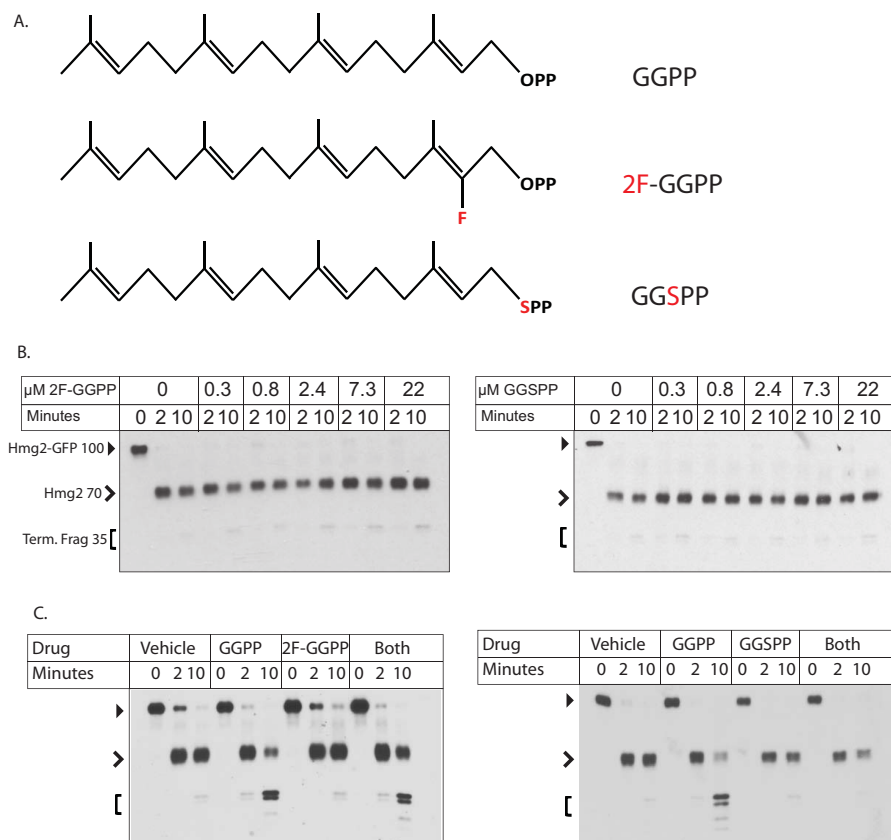 A.
OPP
GGPP
OPP
F
2F-GGPP
SPP
GGSPP
B.
µM 2F-GGPP 0 0.3 0.8 2.4 7.3 22
Minutes 0 2 10 2 10 2 10 2 10 2 10 2 10
Hmg2-GFP 100
Hmg2 70
Term. Frag 35
µM GGSPP 0 0.3 0.8 2.4 7.3 22
Minutes 0 2 10 2 10 2 10 2 10 2 10 2 10
C.
Drug Vehicle GGPP 2F-GGPP Both
Minutes 0 2 10 0 2 10 0 2 10 0 2 10
Drug Vehicle GGPP GGSPP Both
Minutes 0 2 10 0 2 10 0 2 10 0 2 10